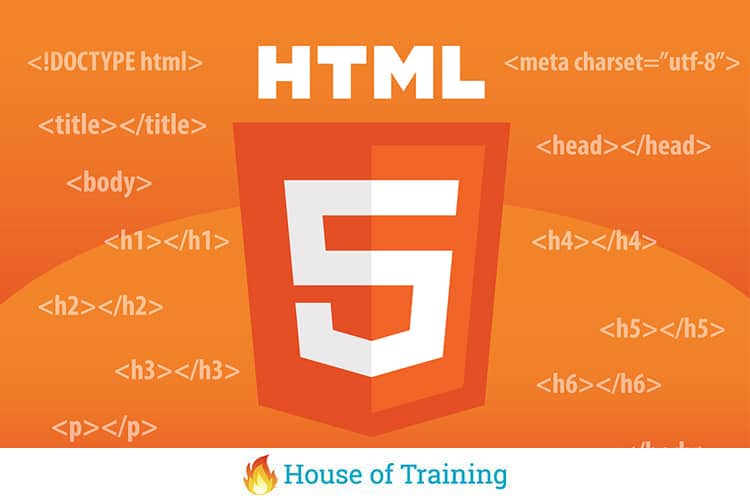 HTML
5
<!DOCTYPE html>
<title></title>
<body>
<h1></h1>
<h2></h2>
<h3></h3>
<p></p>
<meta charset="utf-8">
<head></head>
<h4></h4>
<h5></h5>
<h6></h6>
House of Training